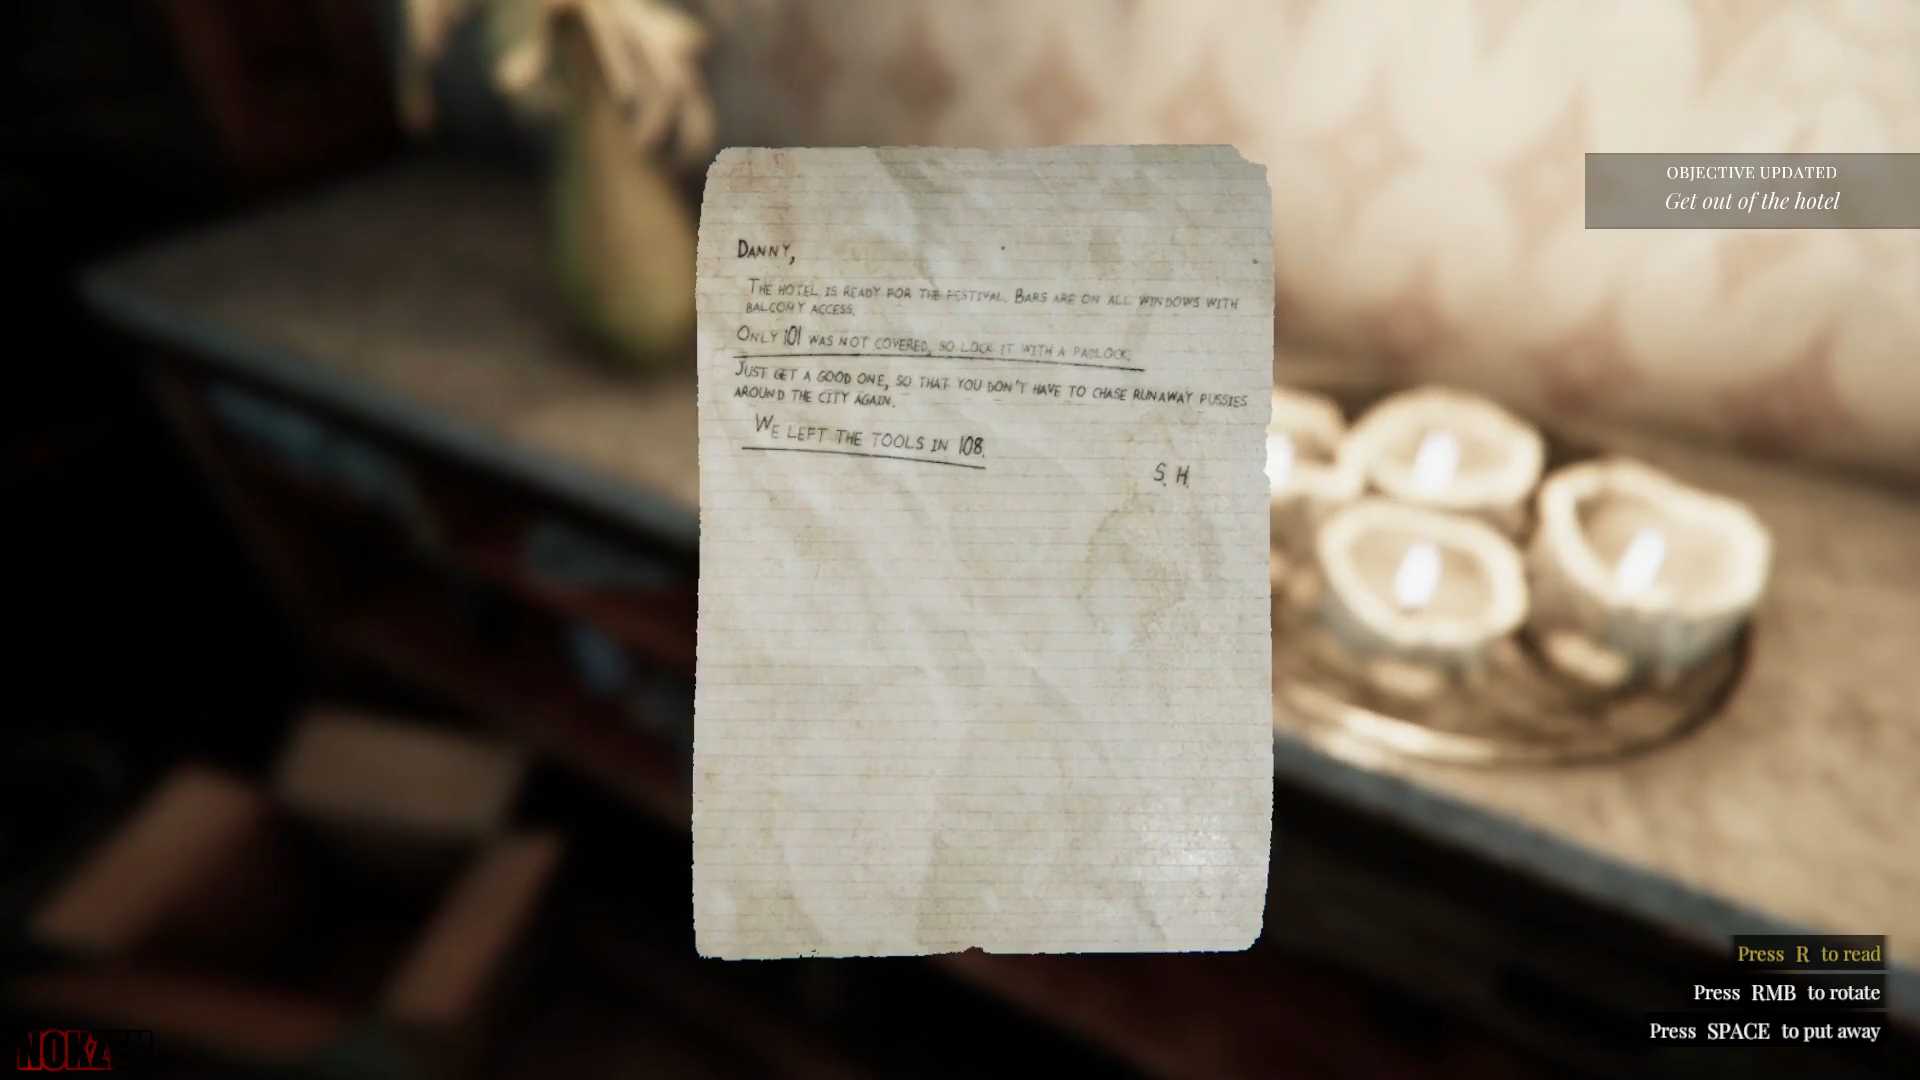 OBJECTIVE UPDATED
Get out of the hotel
DANNY,
THE HOTEL IS READY FOR THE FESTIVAL. BARS ARE ON ALL WINDOWS WITH
BALCONY ACCESS.
ONLY 101 WAS NOT COVERED, SO LOCK IT WITH A PADLOCK.
JUST GET A GOOD ONE, SO THAT YOU DON'T HAVE TO CHASE RUNAWAY PUSSIES
AROUND THE CITY AGAIN.
WE LEFT THE TOOLS IN 108.
S. H.
Press R to read
Press RMB to rotate
Press SPACE to put away
NOKZEN